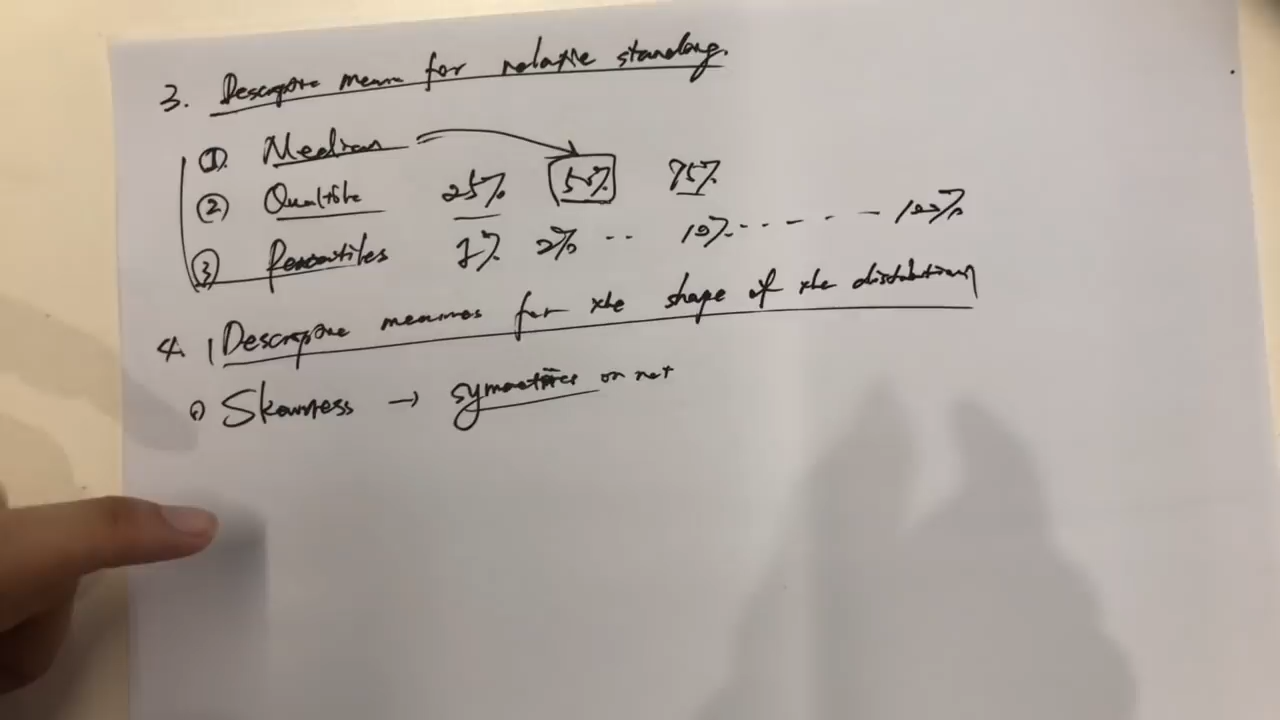 3. Descriptive means for relative standing.
① Median
② Qualtile 25% 50% 75%
③ Percentiles 1% 2% .. 10% ... - - - 100%
4. Descriptive measures for the shape of the distribution
① Skewness → symmetric or not